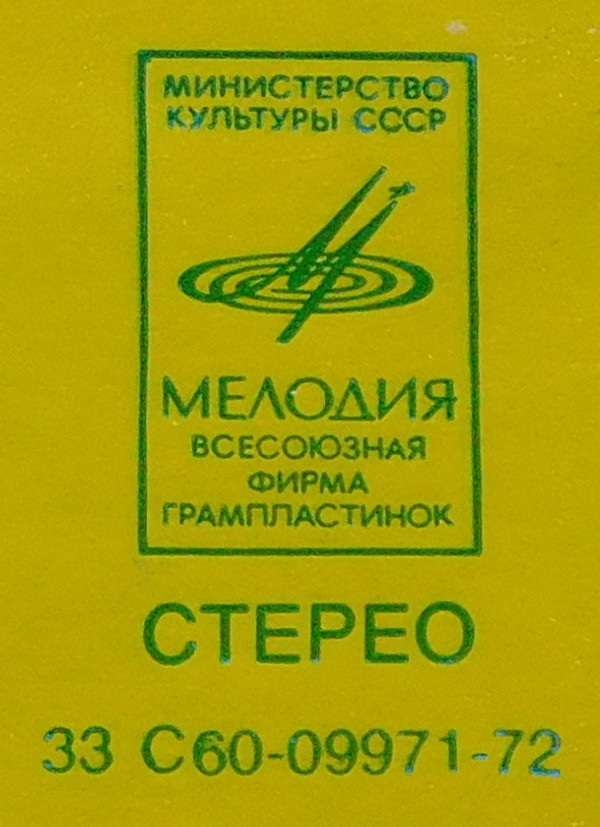 МИНИСТЕРСТВО
КУЛЬТУРЫ СССР
МЕЛОДИЯ
ВСЕСОЮЗНАЯ
ФИРМА
ГРАМПЛАСТИНОК
СТЕРЕО
33 С60-09971-72